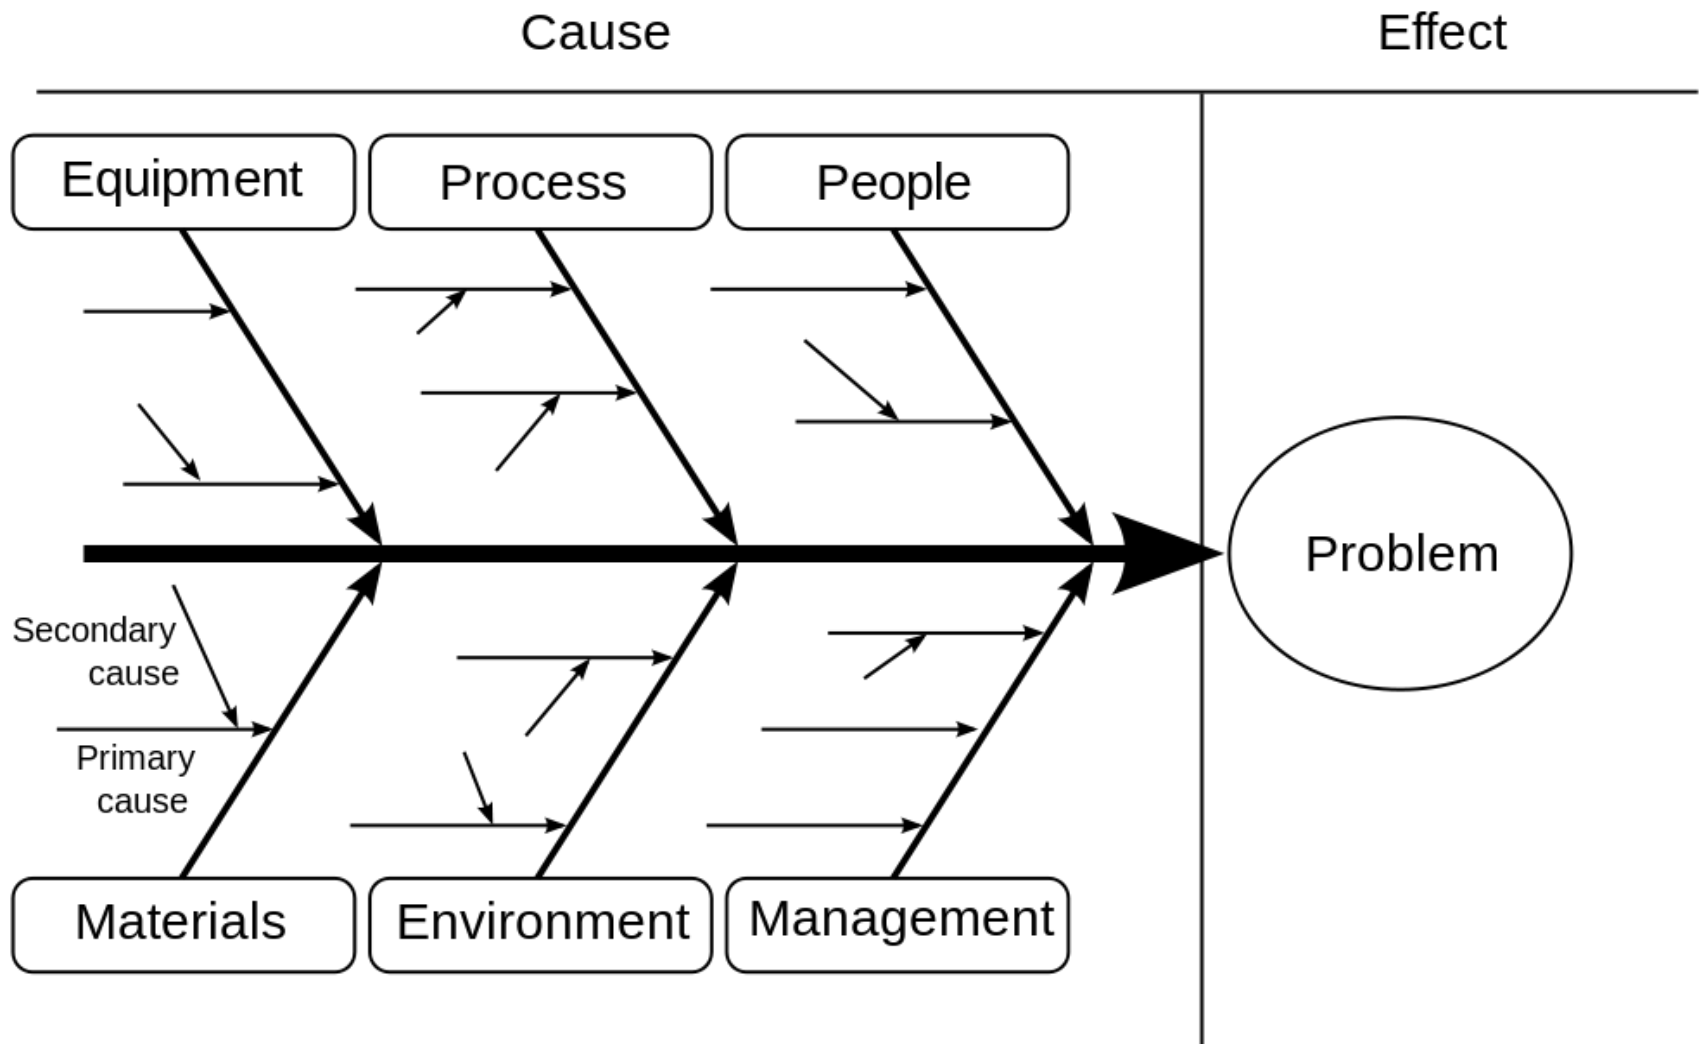 Cause
Effect
Equipment
Process
People
Problem
Secondary
cause
Primary
cause
Materials
Environment
Management